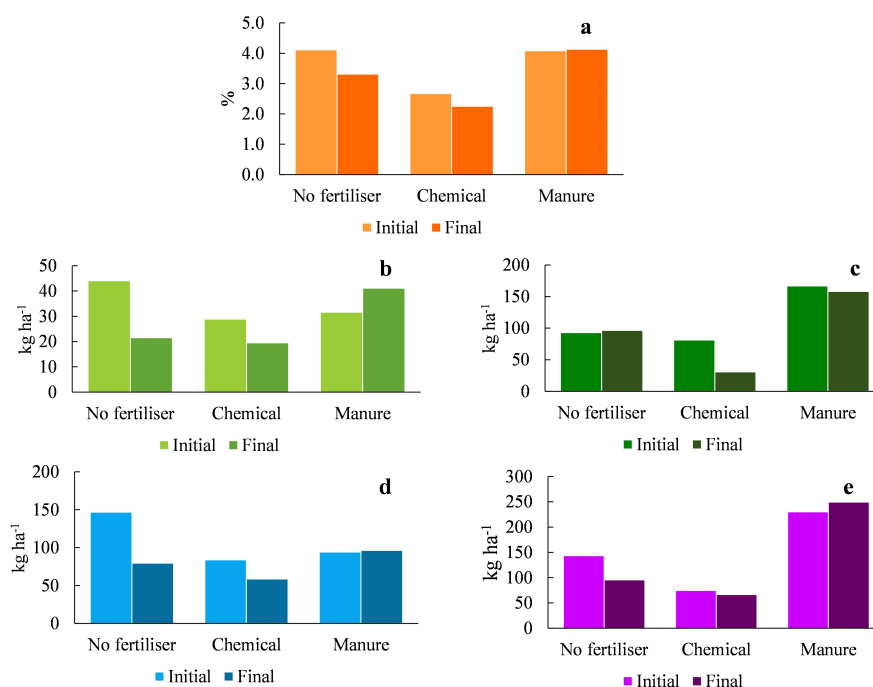 a
5.0
4.0
3.0
2.0
1.0
0.0
%
No fertiliser Chemical Manure
Initial Final
b
50
40
30
20
10
0
kg ha⁻¹
No fertiliser Chemical Manure
Initial Final
c
200
150
100
50
0
kg ha⁻¹
No fertiliser Chemical Manure
Initial Final
d
200
150
100
50
0
kg ha⁻¹
No fertiliser Chemical Manure
Initial Final
e
300
250
200
150
100
50
0
kg ha⁻¹
No fertiliser Chemical Manure
Initial Final